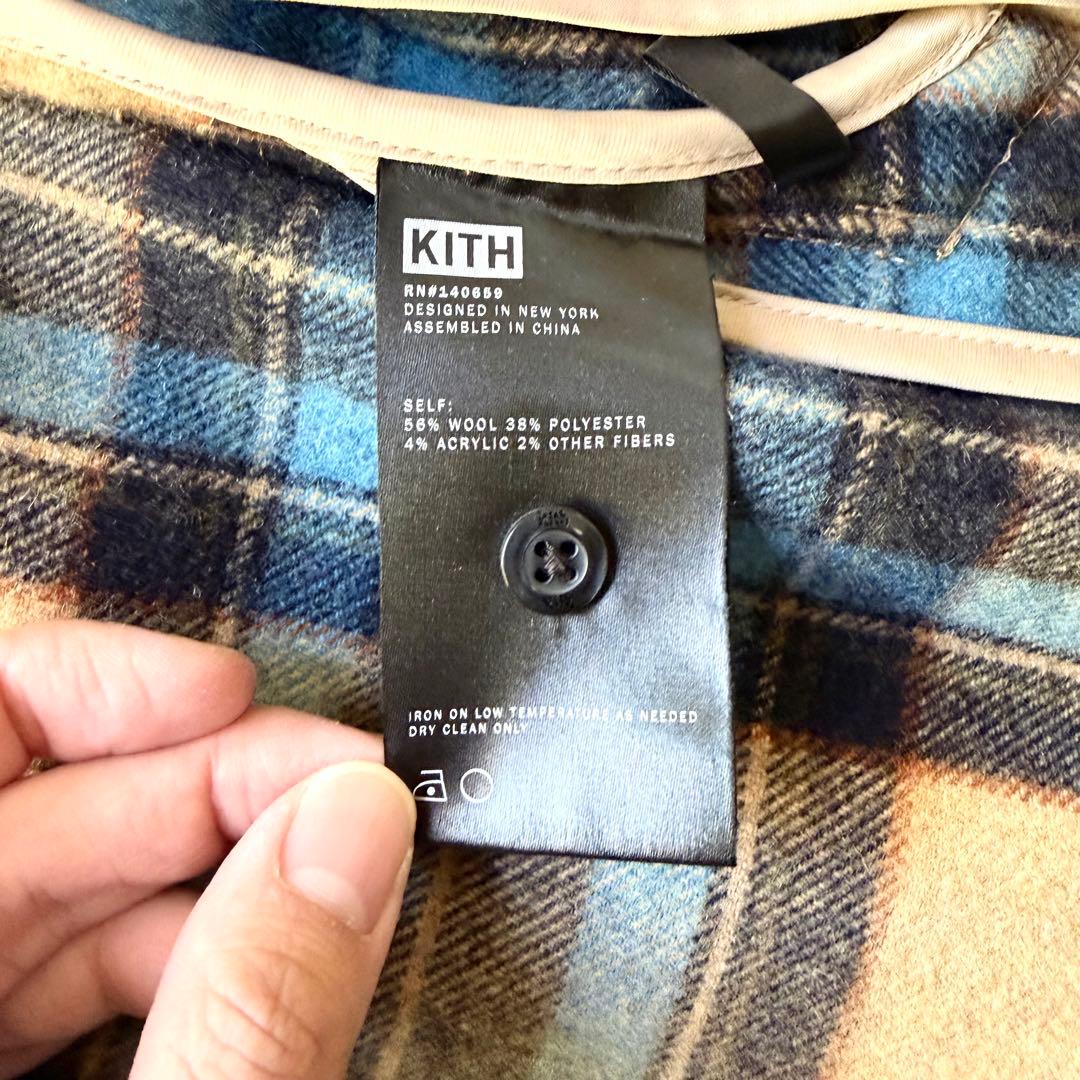 KITH
RN#140659
DESIGNED IN NEW YORK
ASSEMBLED IN CHINA
SELF:
56% WOOL 38% POLYESTER
4% ACRYLIC 2% OTHER FIBERS
IRON ON LOW TEMPERATURE AS NEEDED
DRY CLEAN ONLY